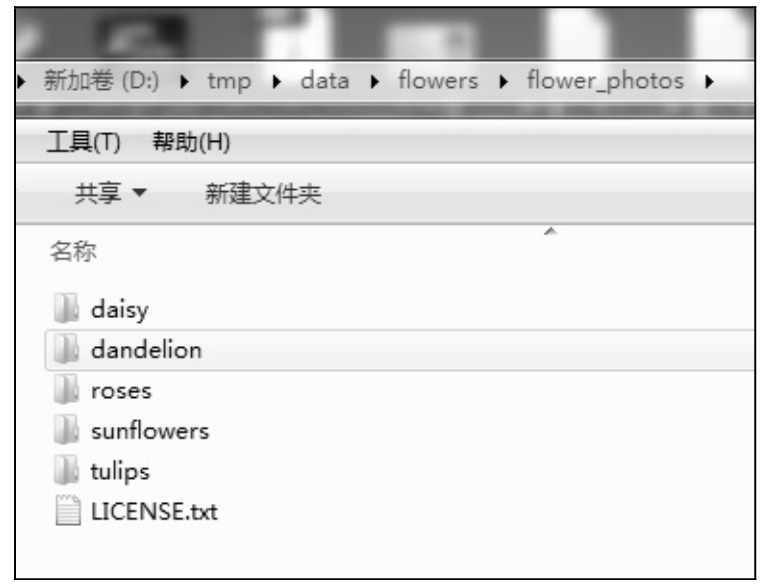 新加卷 (D:) ▸ tmp ▸ data ▸ flowers ▸ flower_photos ▸
工具(T) 帮助(H)
共享 新建文件夹
名称
daisy
dandelion
roses
sunflowers
tulips
LICENSE.txt